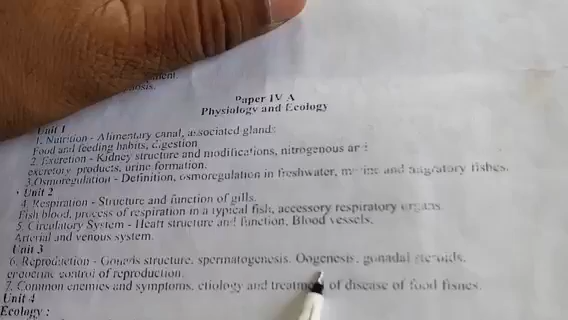 Paper IV A
Physiology and Ecology
Unit 1
1. Nutrition - Alimentary canal, associated glands
Food and feeding habits, digestion
2. Excretion - Kidney structure and modifications, nitrogenous
excretory products, urine formation.
3.Osmoregulation - Definition, osmoregulation in freshwater, marine and migratory fishes.
Unit 2
4. Respiration - Structure and function of gills.
Fish blood, process of respiration in a typical fish, accessory respiratory organs.
5. Circulatory System - Heart structure and function, Blood vessels,
Arterial and venous system.
Unit 3
6. Reproduction - Gonads structure, spermatogenesis, Oogenesis, gonadal steroids,
endocrine control of reproduction.
7. Common enemies and symptoms, etiology and treatment of disease of food fishes.
Unit 4
Ecology :